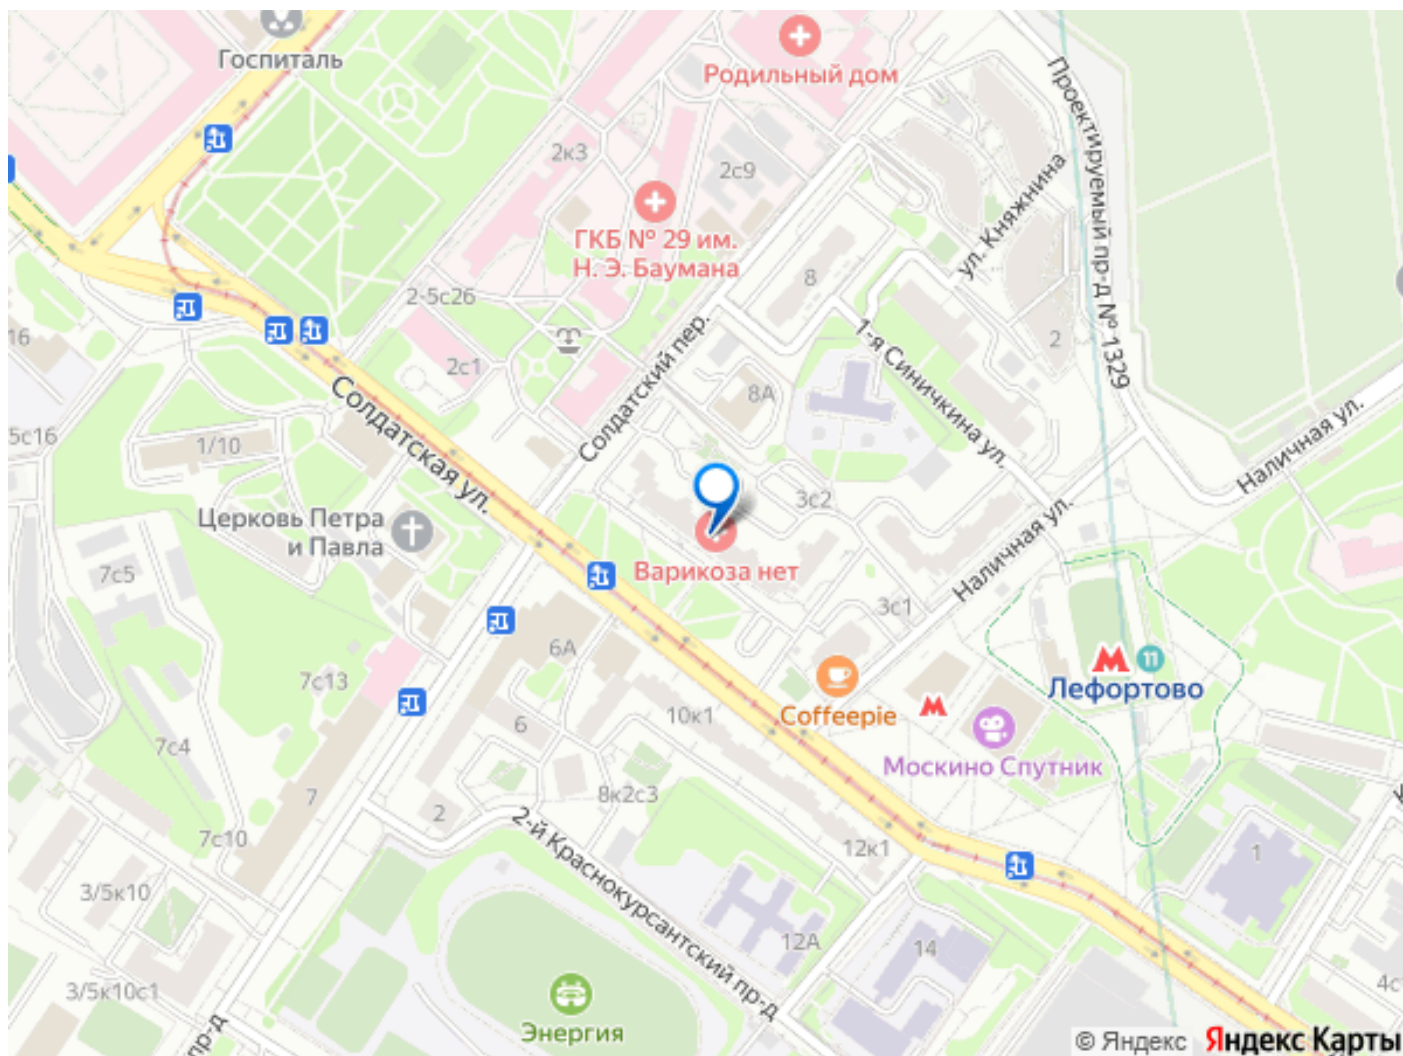 Госпиталь
Родильный дом
Проектируемый пр-д № 1329
2к3
2с9
ГКБ № 29 им.
Н. Э. Баумана
ул. Княжнина
8
2-5с26
16
1-я Синичкина ул.
2
2с1
Солдатский пер.
8А
Солдатская ул.
5с16
1/10
Наличная ул.
3с2
Церковь Петра
и Павла
Варикоза нет
Наличная ул.
7с5
3с1
6А
7с13
Лефортово
11
10к1
Coffeepie
6
7с4
Москино Спутник
8к2с3
7
2
2-й Краснокурсантский пр-д
7с10
12к1
1
3/5к10
12А
14
4с
3/5к10с1
Энергия
пр-д
© Яндекс
Яндекс Карты